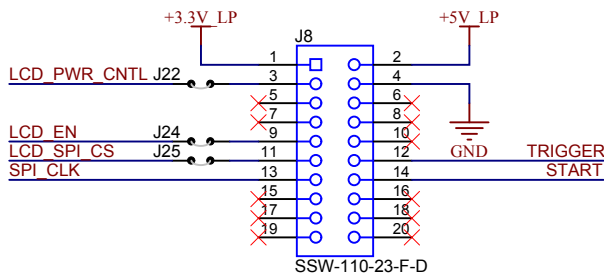 +3.3V_LP +5V_LP
J8
1 2
LCD_PWR_CNTL J22 3 4
5 6
7 8
LCD_EN J24 9 10
GND
LCD_SPI_CS J25 11 12 TRIGGER
SPI_CLK 13 14 START
15 16
17 18
19 20
SSW-110-23-F-D